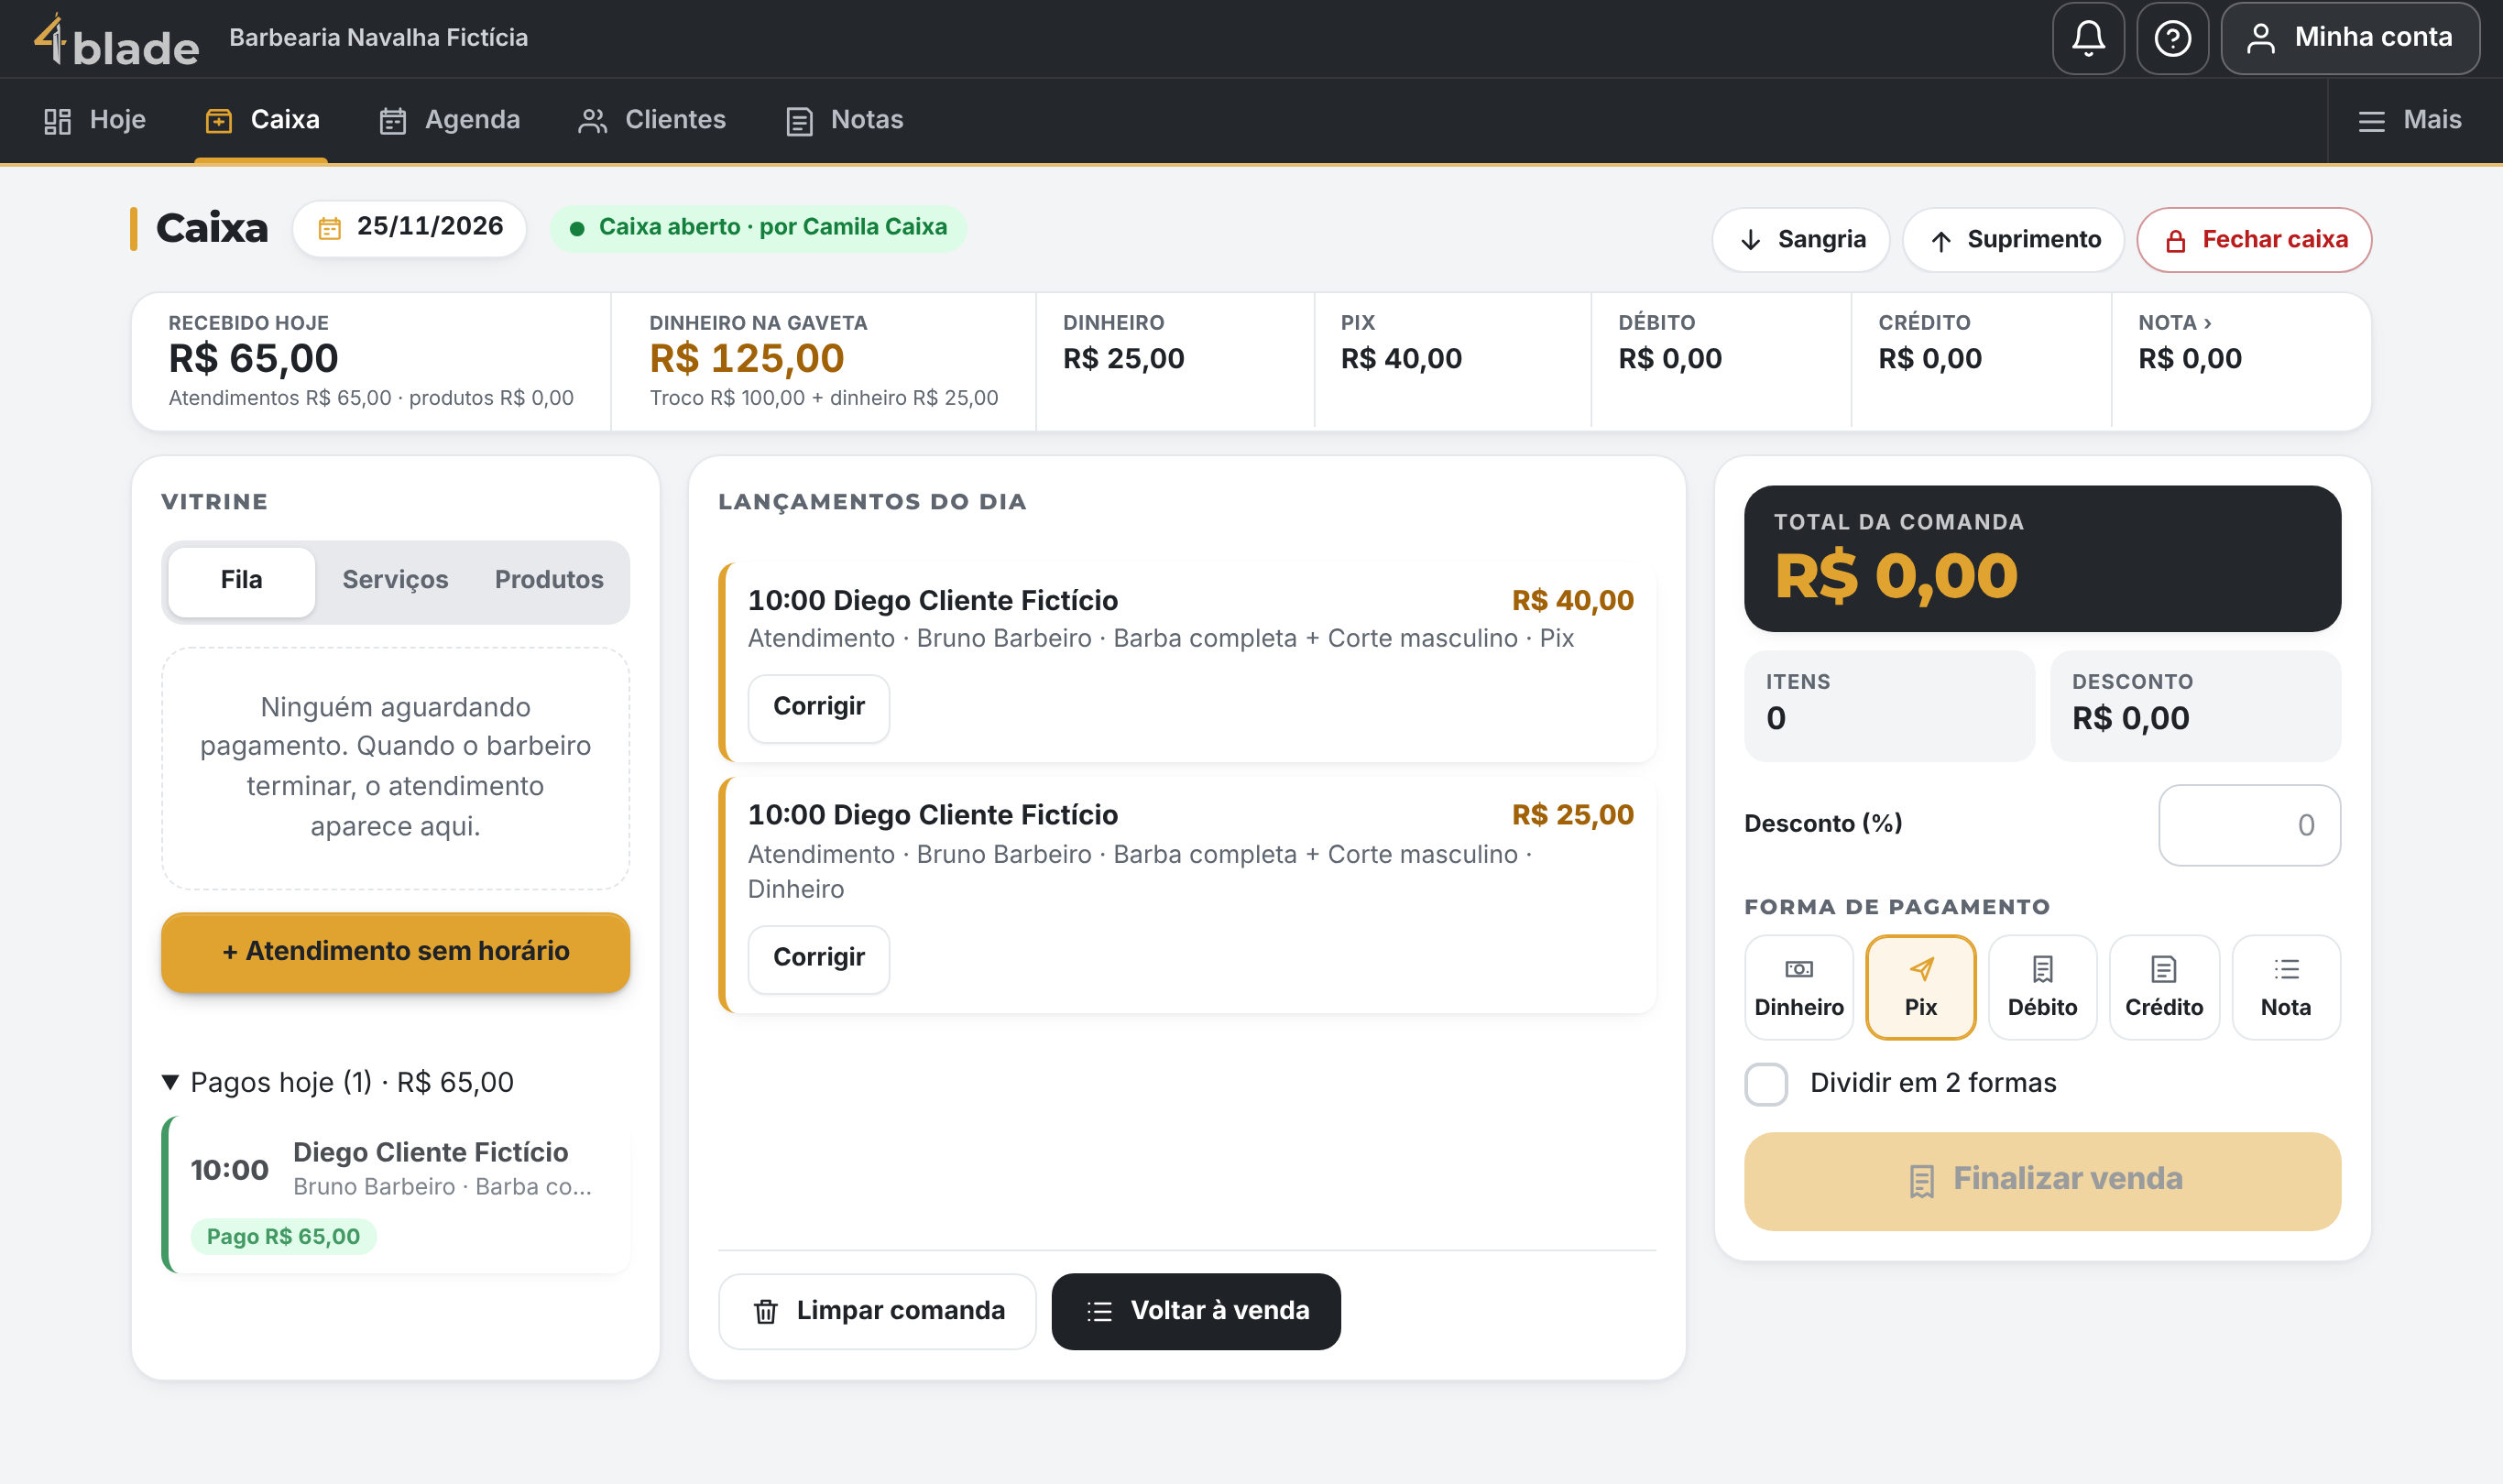 4blade
Barbearia Navalha Fictícia
Minha conta
Hoje
Caixa
Agenda
Clientes
Notas
Mais
Caixa
25/11/2026
Caixa aberto · por Camila Caixa
Sangria
Suprimento
Fechar caixa
RECEBIDO HOJE
R$ 65,00
Atendimentos R$ 65,00 · produtos R$ 0,00
DINHEIRO NA GAVETA
R$ 125,00
Troco R$ 100,00 + dinheiro R$ 25,00
DINHEIRO
R$ 25,00
PIX
R$ 40,00
DÉBITO
R$ 0,00
CRÉDITO
R$ 0,00
NOTA ›
R$ 0,00
VITRINE
Fila
Serviços
Produtos
Ninguém aguardando
pagamento. Quando o barbeiro
terminar, o atendimento
aparece aqui.
+ Atendimento sem horário
▼ Pagos hoje (1) · R$ 65,00
10:00
Diego Cliente Fictício
Bruno Barbeiro · Barba co...
Pago R$ 65,00
LANÇAMENTOS DO DIA
10:00 Diego Cliente Fictício
R$ 40,00
Atendimento · Bruno Barbeiro · Barba completa + Corte masculino · Pix
Corrigir
10:00 Diego Cliente Fictício
R$ 25,00
Atendimento · Bruno Barbeiro · Barba completa + Corte masculino ·
Dinheiro
Corrigir
Limpar comanda
Voltar à venda
TOTAL DA COMANDA
R$ 0,00
ITENS
0
DESCONTO
R$ 0,00
Desconto (%)
0
FORMA DE PAGAMENTO
Dinheiro
Pix
Débito
Crédito
Nota
Dividir em 2 formas
Finalizar venda